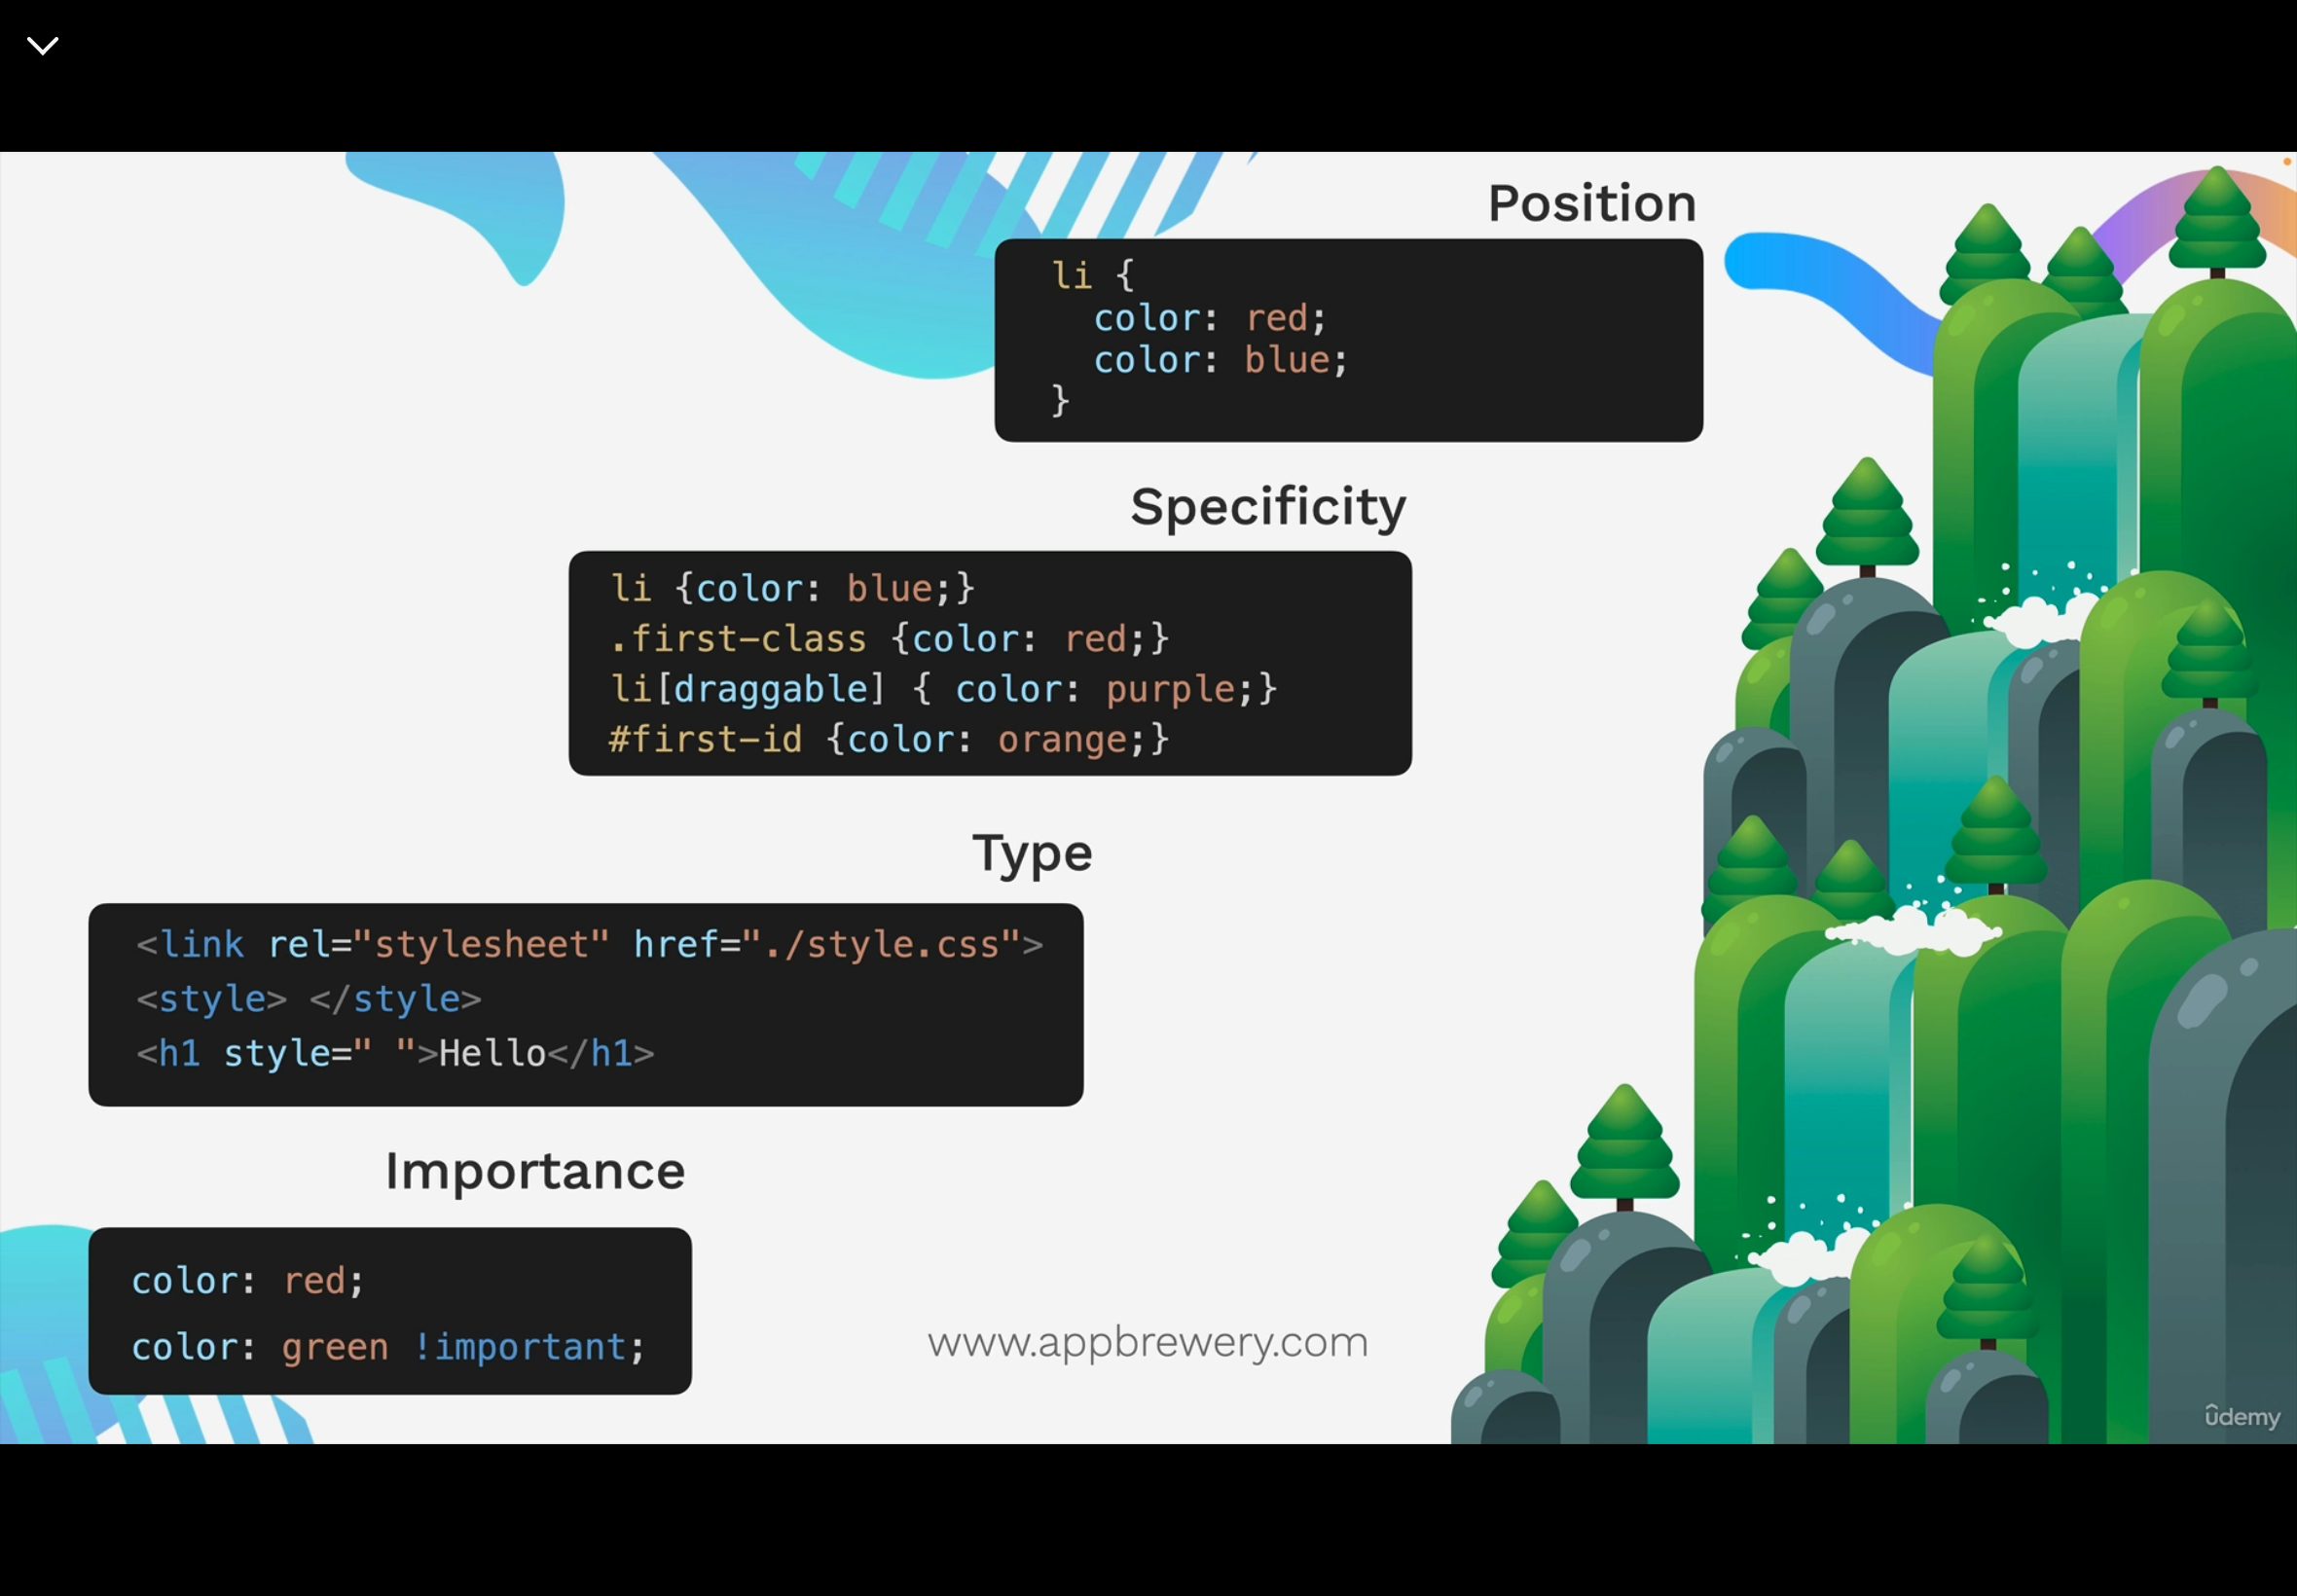 Position
li {
  color: red;
  color: blue;
}
Specificity
li {color: blue;}
.first-class {color: red;}
li[draggable] { color: purple;}
#first-id {color: orange;}
Type
<link rel="stylesheet" href="./style.css">
<style> </style>
<h1 style=" ">Hello</h1>
Importance
color: red;
color: green !important;
www.appbrewery.com
ûdemy